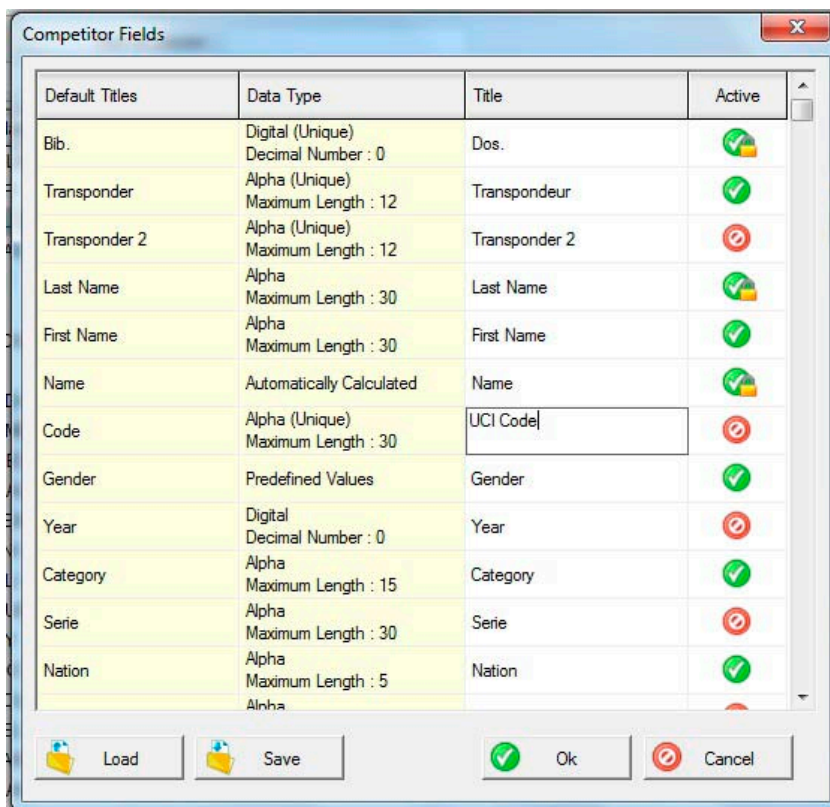 Competitor Fields
Default Titles Data Type Title Active
Bib. Digital (Unique) Dos.
Decimal Number : 0
Transponder Alpha (Unique) Transpondeur
Maximum Length : 12
Transponder 2 Alpha (Unique) Transponder 2
Maximum Length : 12
Last Name Alpha Last Name
Maximum Length : 30
First Name Alpha First Name
Maximum Length : 30
Name Automatically Calculated Name
Code Alpha (Unique) UCI Code
Maximum Length : 30
Gender Predefined Values Gender
Year Digital Year
Decimal Number : 0
Category Alpha Category
Maximum Length : 15
Serie Alpha Serie
Maximum Length : 30
Nation Alpha Nation
Maximum Length : 5
Alpha
Load Save Ok Cancel